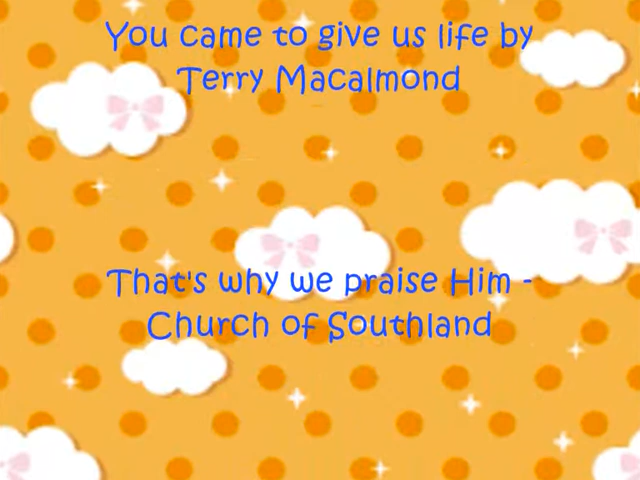 You came to give us life by
Terry Macalmond
That's why we praise Him -
Church of Southland